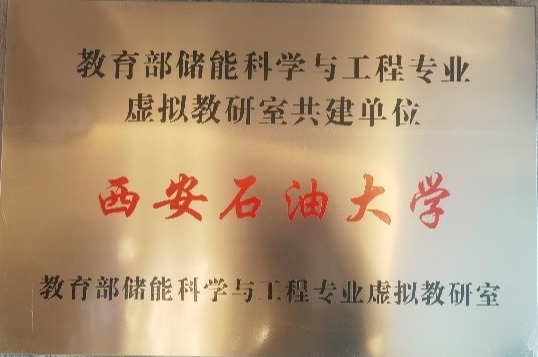 教育部储能科学与工程专业
虚拟教研室共建单位
西安石油大学
教育部储能科学与工程专业虚拟教研室